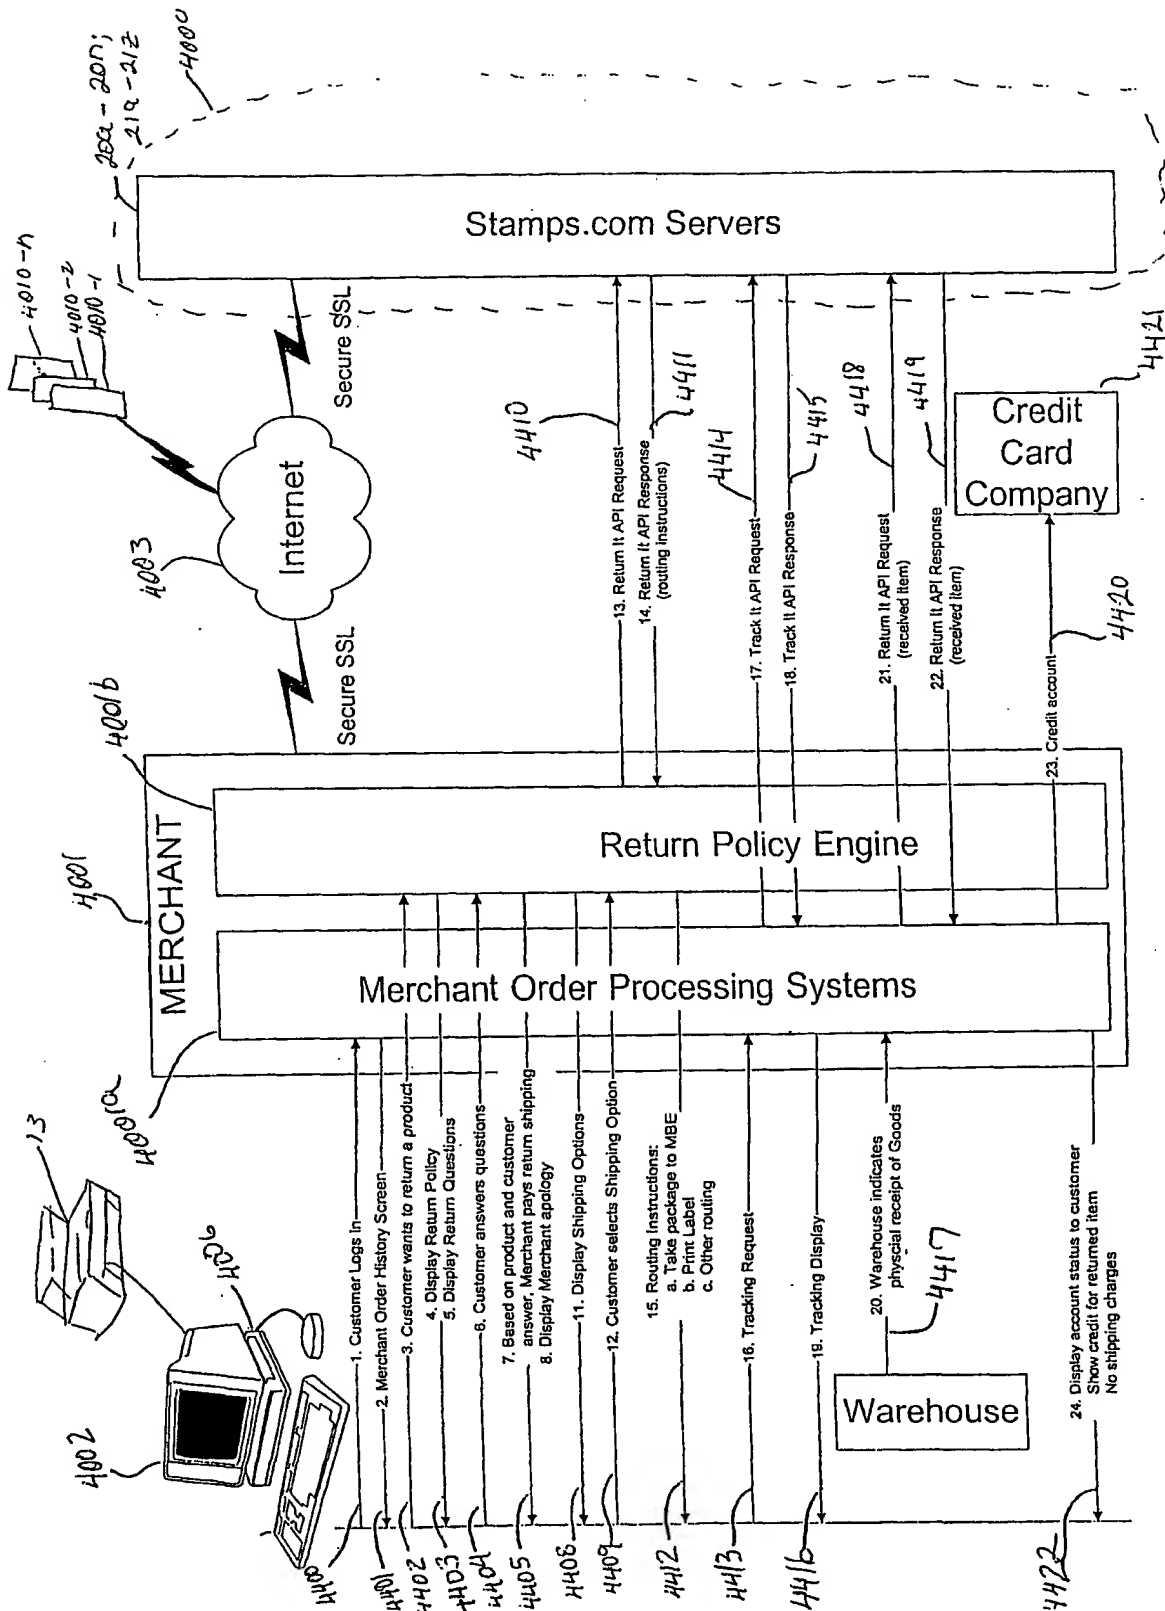 20a-20n;
21a-21z
4000
4010-n
4010-2
4010-1
Stamps.com Servers
Secure SSL
4003
Internet
Secure SSL
4001
MERCHANT
4001b
Return Policy Engine
4001a
Merchant Order Processing Systems
13
4002
4006
4400
1. Customer Logs In
4401
2. Merchant Order History Screen
4402
3. Customer wants to return a product
4403
4. Display Return Policy
5. Display Return Questions
4404
6. Customer answers questions
4405
7. Based on product and customer
answer, Merchant pays return shipping
8. Display Merchant apology
4408
11. Display Shipping Options
4409
12. Customer selects Shipping Option
4410
13. Return It API Request
4411
14. Return It API Response
(routing instructions)
4412
15. Routing Instructions:
a. Take package to MBE
b. Print Label
c. Other routing
4413
16. Tracking Request
4414
17. Track It API Request
4415
18. Track It API Response
4416
19. Tracking Display
4417
20. Warehouse indicates
physcial receipt of Goods
Warehouse
4418
21. Return It API Request
(received item)
4419
22. Return It API Response
(received item)
4420
23. Credit account
4421
Credit
Card
Company
4422
24. Display account status to customer
Show credit for returned item
No shipping charges